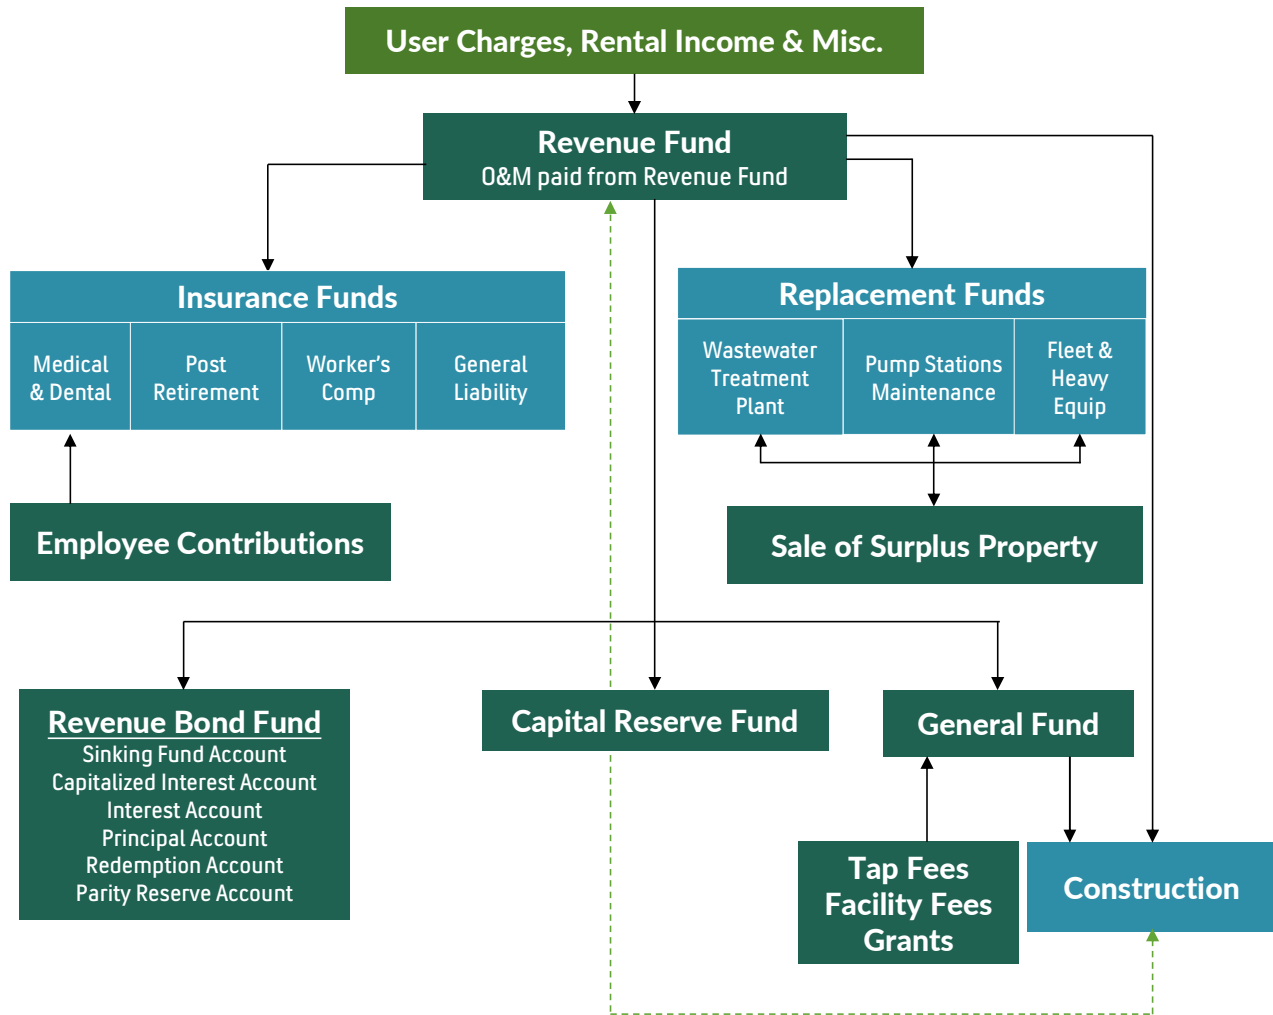 User Charges, Rental Income & Misc.
Revenue Fund
O&M paid from Revenue Fund
Insurance Funds
Medical
& Dental
Post
Retirement
Worker's
Comp
General
Liability
Replacement Funds
Wastewater
Treatment
Plant
Pump Stations
Maintenance
Fleet &
Heavy
Equip
Employee Contributions
Sale of Surplus Property
Revenue Bond Fund
Sinking Fund Account
Capitalized Interest Account
Interest Account
Principal Account
Redemption Account
Parity Reserve Account
Capital Reserve Fund
General Fund
Tap Fees
Facility Fees
Grants
Construction